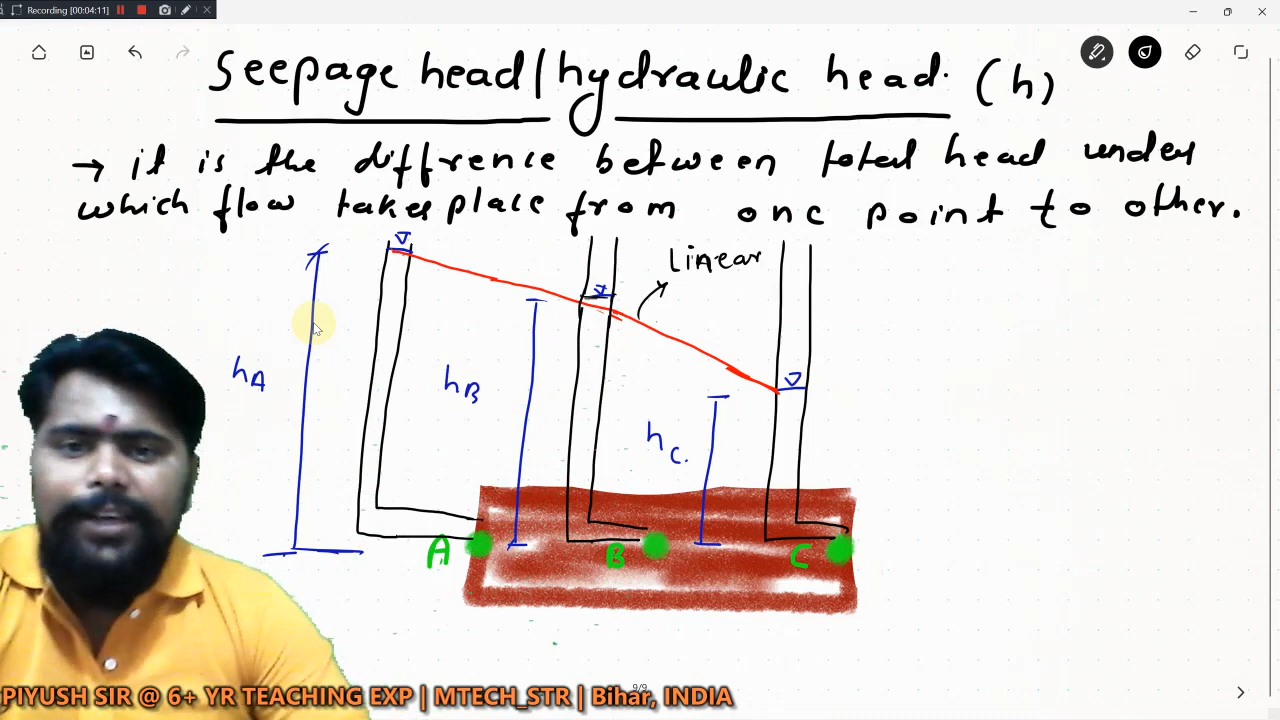 Recording [00:04:11]
Seepage head/hydraulic head. (h)
→ it is the diffrence between total head under
which flow takes place from one point to other.
Linear
hA
hB
hC.
A
B
C
9/9
PIYUSH SIR @ 6+ YR TEACHING EXP | MTECH_STR | Bihar, INDIA